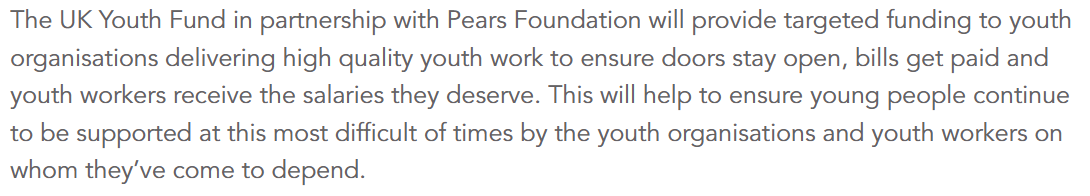 The UK Youth Fund in partnership with Pears Foundation will provide targeted funding to youth
organisations delivering high quality youth work to ensure doors stay open, bills get paid and
youth workers receive the salaries they deserve. This will help to ensure young people continue
to be supported at this most difficult of times by the youth organisations and youth workers on
whom they’ve come to depend.